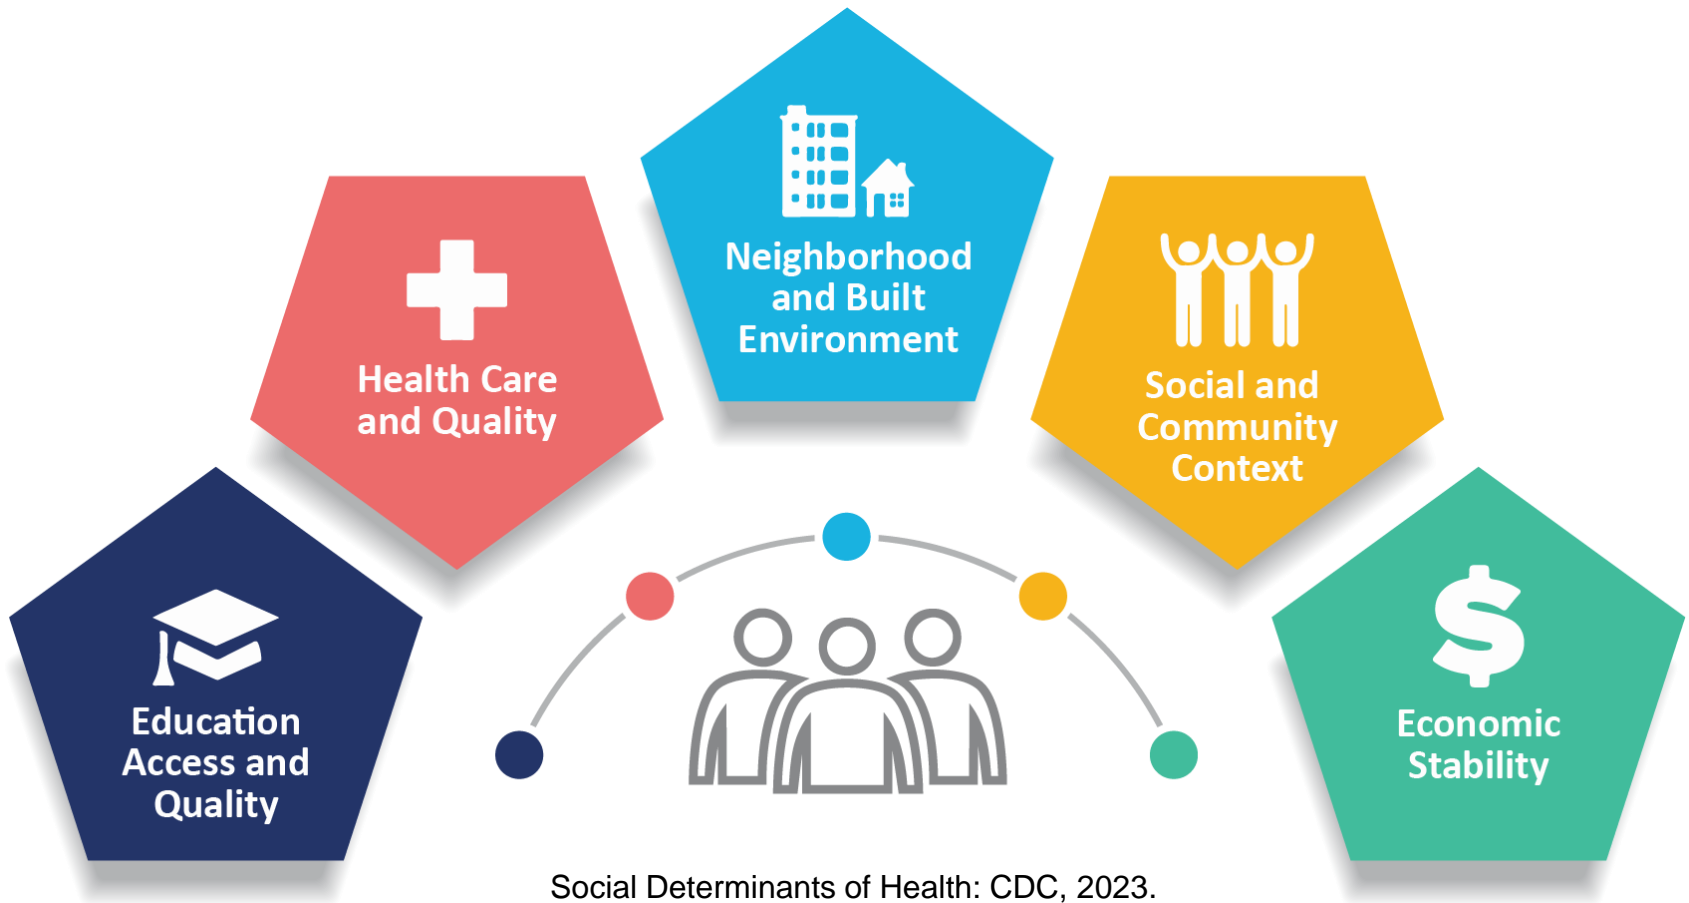 Neighborhood
and Built
Environment
Health Care
and Quality
Social and
Community
Context
Education
Access and
Quality
Economic
Stability
Social Determinants of Health: CDC, 2023.